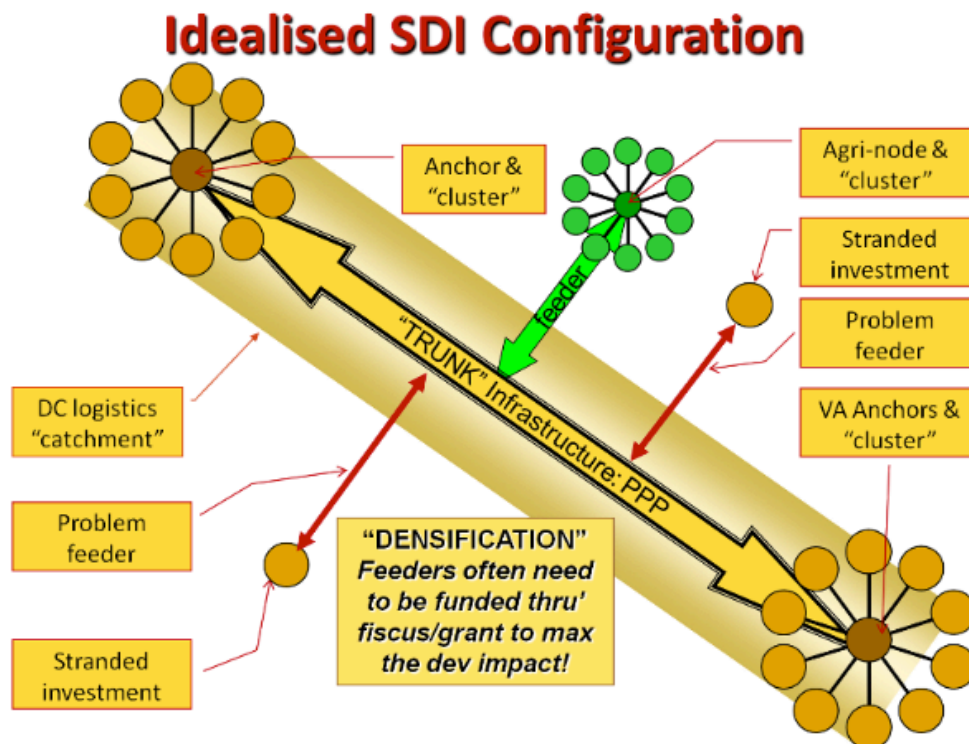 Idealised SDI Configuration
Anchor &
"cluster"
Agri-node &
"cluster"
Stranded
investment
feeder
Problem
feeder
"TRUNK" Infrastructure: PPP
DC logistics
"catchment"
VA Anchors &
"cluster"
Problem
feeder
"DENSIFICATION"
Feeders often need
to be funded thru'
fiscus/grant to max
the dev impact!
Stranded
investment